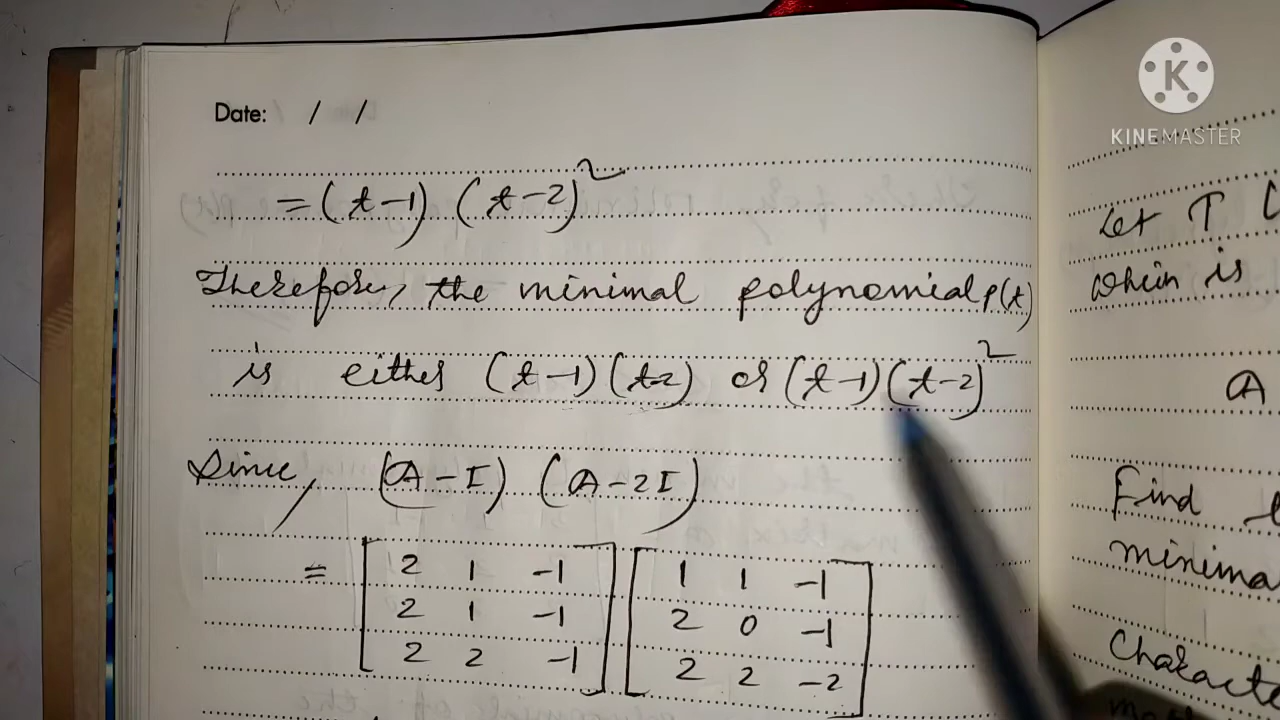 Date: / /
= (t-1) (t-2)²
Therefore, the minimal polynomial p(t)
is either (t-1)(t-2) or (t-1)(t-2)²
Since, (A-I) (A-2I)
= [2 1 -1] [1 1 -1]
[2 1 -1] [2 0 -1]
[2 2 -1] [2 2 -2]
Let T
when is
A
Find
minima
Characte
K
KINEMASTER